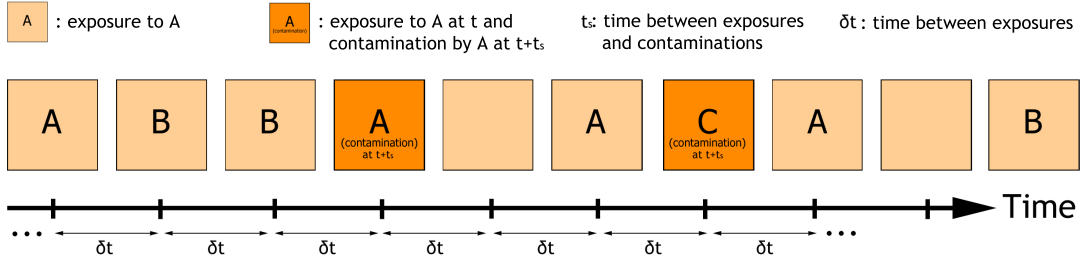 A : exposure to A
A (contamination) : exposure to A at t and
contamination by A at t+ts
ts: time between exposures
and contaminations
δt : time between exposures
A B B A A C A B
(contamination) (contamination)
at t+ts at t+ts
Time
... ...
δt δt δt δt δt δt δt